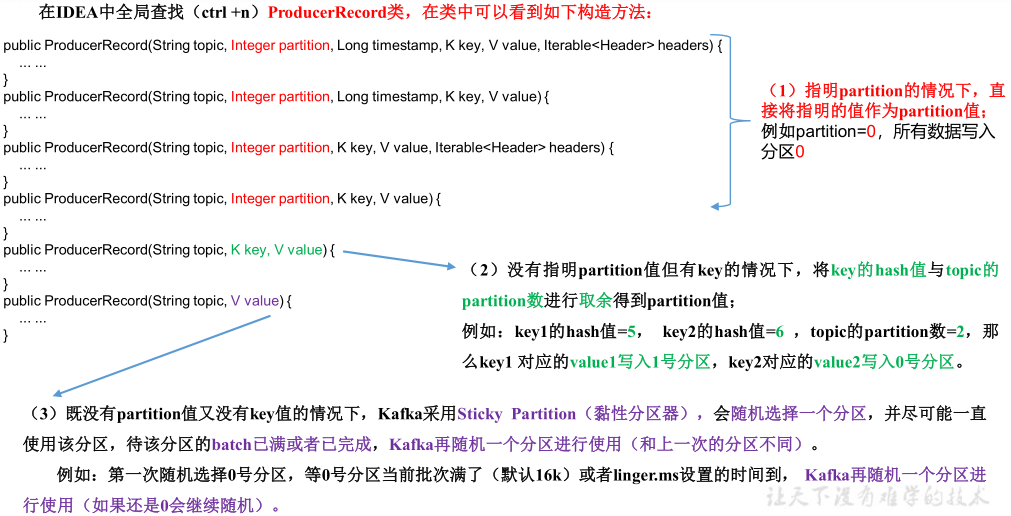 在IDEA中全局查找（ctrl +n）ProducerRecord类，在类中可以看到如下构造方法：
public ProducerRecord(String topic, Integer partition, Long timestamp, K key, V value, Iterable<Header> headers) {
... ...
}
public ProducerRecord(String topic, Integer partition, Long timestamp, K key, V value) {
... ...
}
public ProducerRecord(String topic, Integer partition, K key, V value, Iterable<Header> headers) {
... ...
}
public ProducerRecord(String topic, Integer partition, K key, V value) {
... ...
}
public ProducerRecord(String topic, K key, V value) {
... ...
}
public ProducerRecord(String topic, V value) {
... ...
}
（1）指明partition的情况下，直
接将指明的值作为partition值；
例如partition=0，所有数据写入
分区0
（2）没有指明partition值但有key的情况下，将key的hash值与topic的
partition数进行取余得到partition值；
例如：key1的hash值=5， key2的hash值=6 ，topic的partition数=2，那
么key1 对应的value1写入1号分区，key2对应的value2写入0号分区。
（3）既没有partition值又没有key值的情况下，Kafka采用Sticky Partition（黏性分区器），会随机选择一个分区，并尽可能一直
使用该分区，待该分区的batch已满或者已完成，Kafka再随机一个分区进行使用（和上一次的分区不同）。
例如：第一次随机选择0号分区，等0号分区当前批次满了（默认16k）或者linger.ms设置的时间到， Kafka再随机一个分区进
行使用（如果还是0会继续随机）。
让天下没有难学的技术